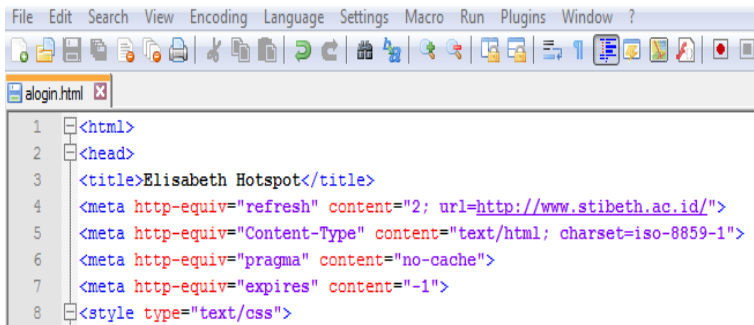 File Edit Search View Encoding Language Settings Macro Run Plugins Window ?
alogin.html
1 <html>
2 <head>
3 <title>Elisabeth Hotspot</title>
4 <meta http-equiv="refresh" content="2; url=http://www.stibeth.ac.id/">
5 <meta http-equiv="Content-Type" content="text/html; charset=iso-8859-1">
6 <meta http-equiv="pragma" content="no-cache">
7 <meta http-equiv="expires" content="-1">
8 <style type="text/css">